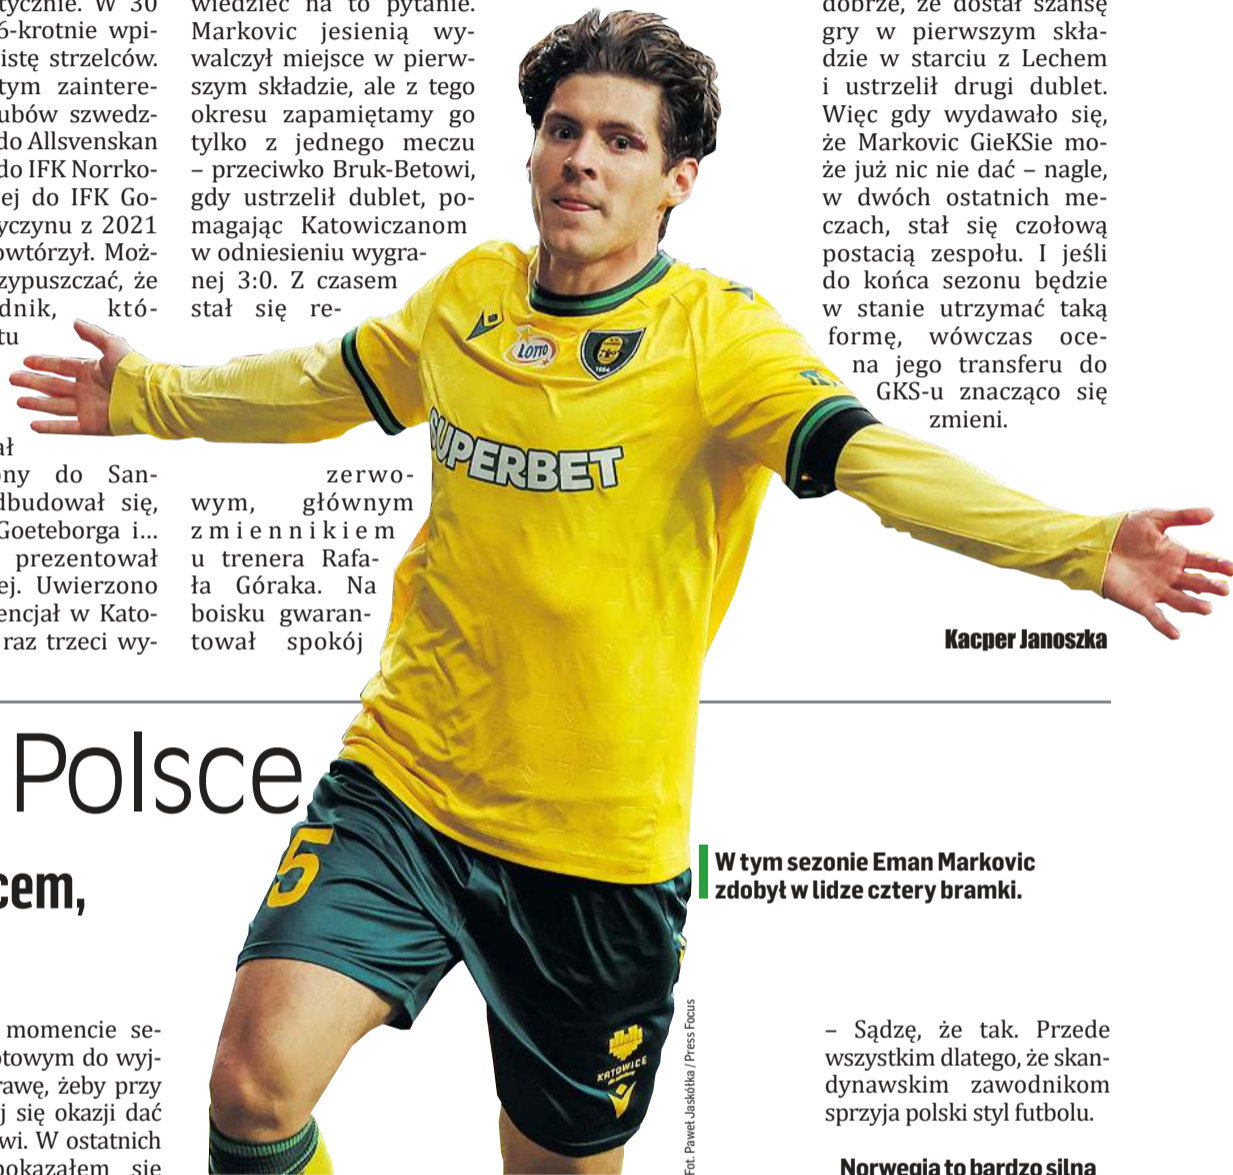 tycznie. W 30
6-krotnie wpi-
istę strzelców.
tym zaintere-
ubów szwedz-
do Allsvenskan
do IFK Norrko-
ej do IFK Go-
yczynu z 2021
owtórzył. Moż-
zypuszczać, że
dnik, któ-
tu
ał
ony do San-
dbudował się,
Goeteborga i...
prezentował
ej. Uwierzono
encjał w Kato-
raz trzeci wy-
wiedzieć na to pytanie.
Markovic jesienią wy-
walczył miejsce w pierw-
szym składzie, ale z tego
okresu zapamiętamy go
tylko z jednego meczu
– przeciwko Bruk-Betowi,
gdy ustrzelił dublet, po-
magając Katowiczanom
w odniesieniu wygra-
nej 3:0. Z czasem
stał się re-
zerwo-
wym, głównym
zmiennikiem
u trenera Rafa-
ła Góraka. Na
boisku gwaran-
tował spokój
dobrze, że dostał szansę
gry w pierwszym skła-
dzie w starciu z Lechem
i ustrzelił drugi dublet.
Więc gdy wydawało się,
że Markovic GieKSie mo-
że już nic nie dać – nagle,
w dwóch ostatnich me-
czach, stał się czołową
postacią zespołu. I jeśli
do końca sezonu będzie
w stanie utrzymać taką
formę, wówczas oce-
na jego transferu do
GKS-u znacząco się
zmieni.
Kacper Janoszka
LOTTO
1964
SUPERBET
5
KATOWICE
Polsce
cem,
W tym sezonie Eman Markovic
zdobył w lidze cztery bramki.
Fot. Paweł Jaskółka / Press Focus
momencie se-
otowym do wyj-
rawę, żeby przy
j się okazji dać
wi. W ostatnich
pokazałem się
– Sądzę, że tak. Przede
wszystkim dlatego, że skan-
dynawskim zawodnikom
sprzyja polski styl futbolu.
Norwegia to bardzo silna